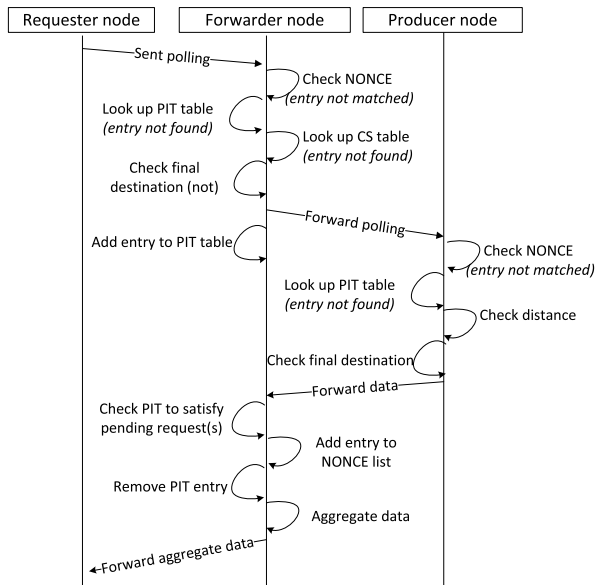 Requester node
Forwarder node
Producer node
Sent polling
Check NONCE
(entry not matched)
Look up PIT table
(entry not found)
Look up CS table
(entry not found)
Check final
destination (not)
Forward polling
Add entry to PIT table
Check NONCE
(entry not matched)
Look up PIT table
(entry not found)
Check distance
Check final destination
Forward data
Check PIT to satisfy
pending request(s)
Add entry to
NONCE list
Remove PIT entry
Aggregate data
Forward aggregate data